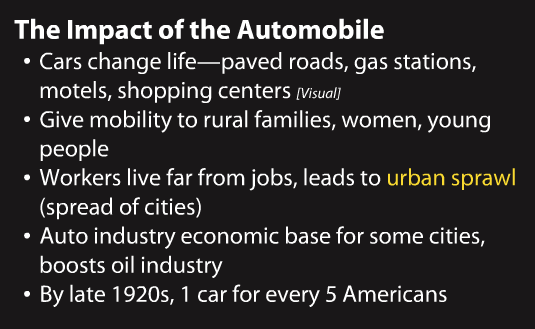 The Impact of the Automobile
• Cars change life—paved roads, gas stations,
motels, shopping centers [Visual]
• Give mobility to rural families, women, young
people
• Workers live far from jobs, leads to urban sprawl
(spread of cities)
• Auto industry economic base for some cities,
boosts oil industry
• By late 1920s, 1 car for every 5 Americans